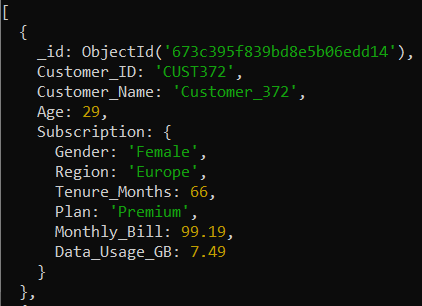 [
  {
    _id: ObjectId('673c395f839bd8e5b06edd14'),
    Customer_ID: 'CUST372',
    Customer_Name: 'Customer_372',
    Age: 29,
    Subscription: {
      Gender: 'Female',
      Region: 'Europe',
      Tenure_Months: 66,
      Plan: 'Premium',
      Monthly_Bill: 99.19,
      Data_Usage_GB: 7.49
    }
  },